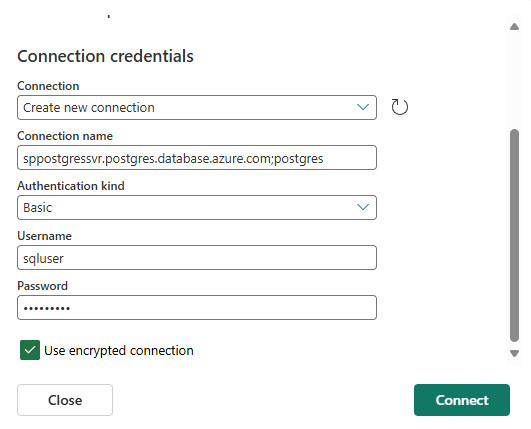 Connection credentials
Connection
Create new connection
Connection name
sppostgressvr.postgres.database.azure.com;postgres
Authentication kind
Basic
Username
sqluser
Password
•••••••••
Use encrypted connection
Close
Connect